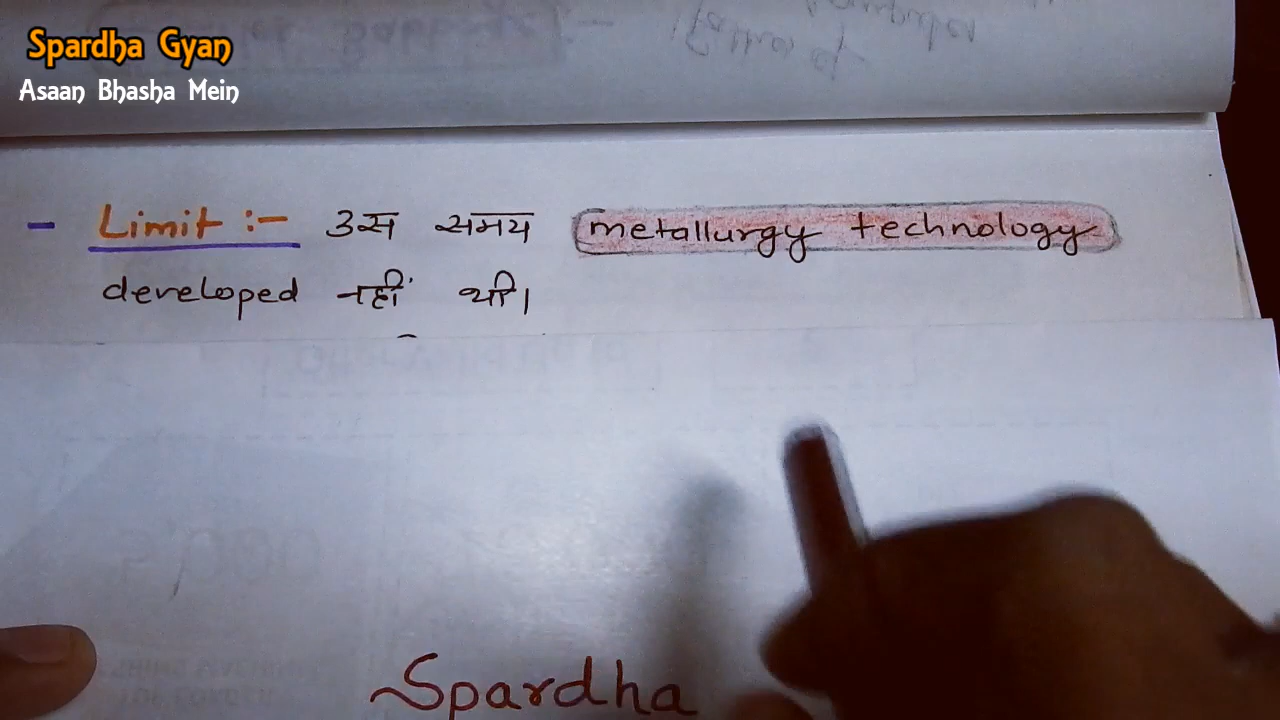 Spardha Gyan
Asaan Bhasha Mein
- Limit :- उस समय metallurgy technology
developed नहीं थी।
Spardha